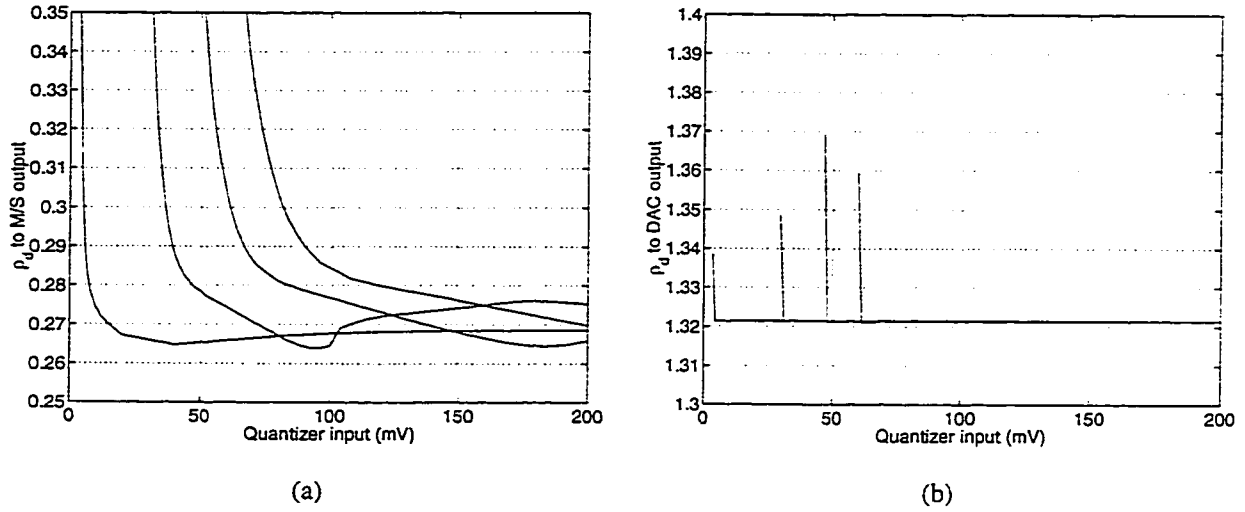 0.35
0.34
0.33
0.32
0.31
0.3
0.29
0.28
0.27
0.26
0.25
ρd to M/S output
0 50 100 150 200
Quantizer input (mV)
(a)
1.4
1.39
1.38
1.37
1.36
1.35
1.34
1.33
1.32
1.31
1.3
ρd to DAC output
0 50 100 150 200
Quantizer input (mV)
(b)